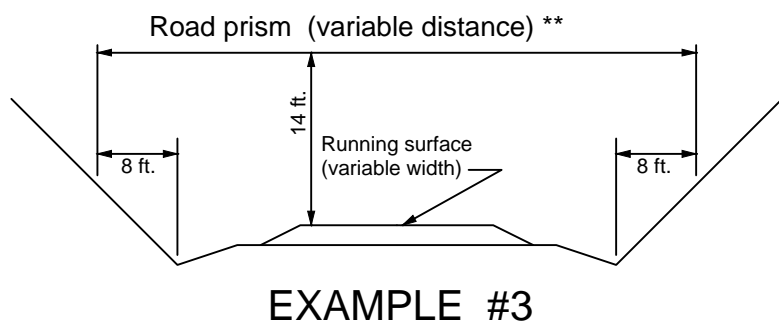 Road prism (variable distance) **
14 ft.
Running surface
(variable width)
8 ft.
8 ft.
EXAMPLE #3